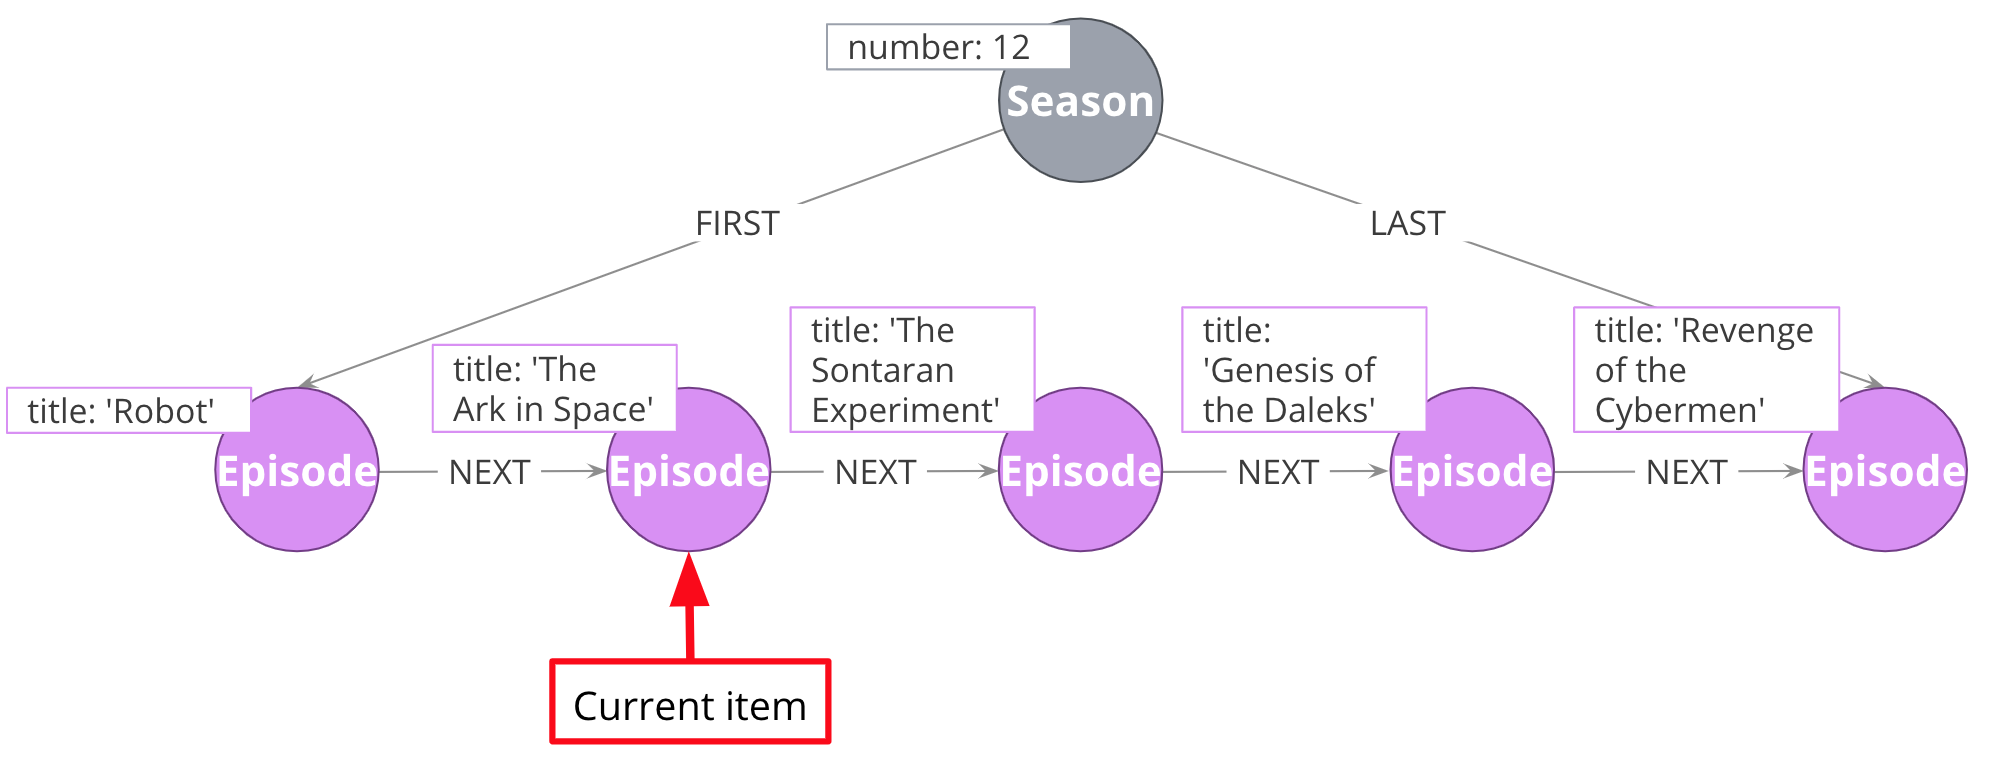 number: 12
Season
FIRST
LAST
title: 'Robot'
Episode
NEXT
title: 'The
Ark in Space'
Episode
NEXT
title: 'The
Sontaran
Experiment'
Episode
NEXT
title:
'Genesis of
the Daleks'
Episode
NEXT
title: 'Revenge
of the
Cybermen'
Episode
Current item